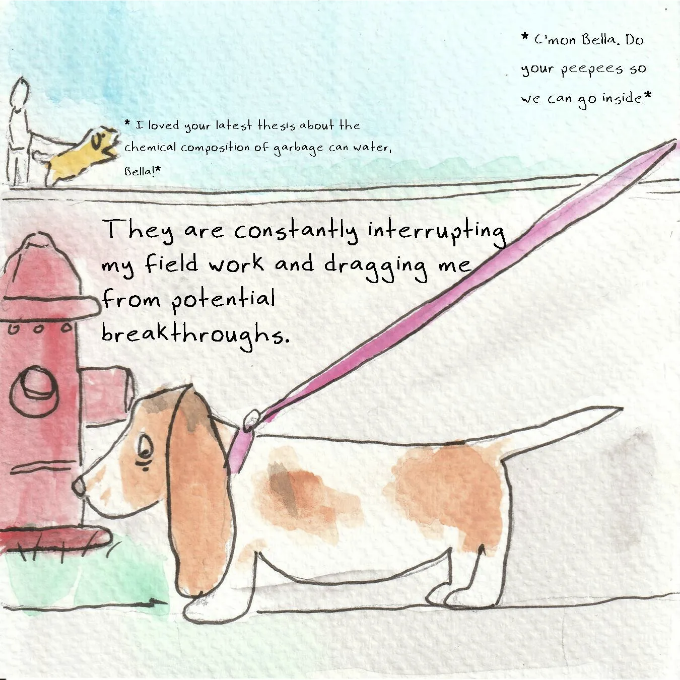 * C'mon Bella. Do
your peepees so
we can go inside*
* I loved your latest thesis about the
chemical composition of garbage can water,
Bella!*
They are constantly interrupting
my field work and dragging me
from potential
breakthroughs.